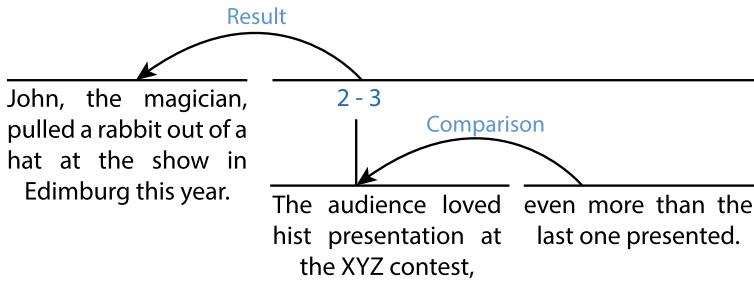 Result
John, the magician,
pulled a rabbit out of a
hat at the show in
Edimburg this year.
2 - 3
Comparison
The audience loved
hist presentation at
the XYZ contest,
even more than the
last one presented.